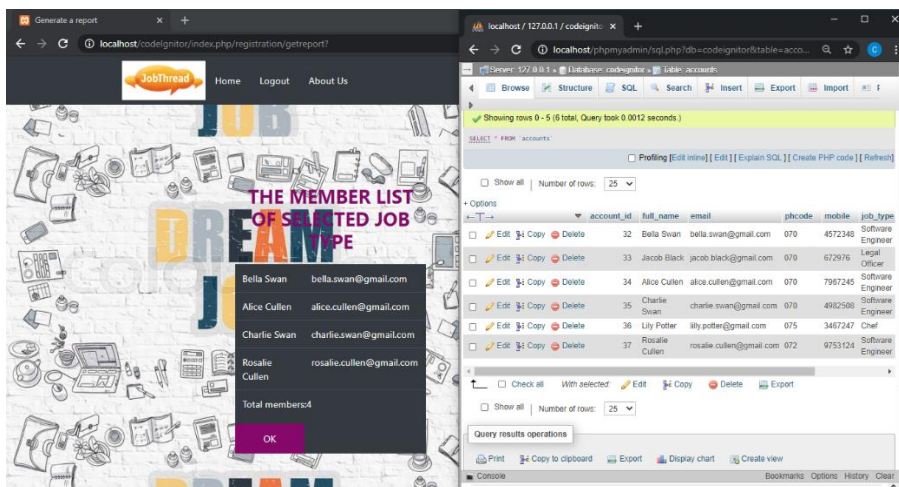 Generate a report
localhost/codeignitor/index.php/registration/getreport?
JobThread
Home Logout About Us
JOB
DREAM
JO
DREAM
THE MEMBER LIST
OF SELECTED JOB
TYPE
Bella Swan bella.swan@gmail.com
Alice Cullen alice.cullen@gmail.com
Charlie Swan charlie.swan@gmail.com
Rosalie Cullen rosalie.cullen@gmail.com
Total members:4
OK
localhost / 127.0.0.1 / codeignito
localhost/phpmyadmin/sql.php?db=codeignitor&table=acco...
Server: 127.0.0.1 » Database: codeignitor » Table: accounts
Browse Structure SQL Search Insert Export Import
Showing rows 0 - 5 (6 total, Query took 0.0012 seconds.)
SELECT * FROM `accounts`
Profiling [Edit inline] [ Edit ] [ Explain SQL ] [ Create PHP code ] [ Refresh]
Show all | Number of rows: 25
+ Options
account_id full_name email phcode mobile job_type
Edit Copy Delete 32 Bella Swan bella.swan@gmail.com 070 4572348 Software Engineer
Edit Copy Delete 33 Jacob Black jacob.black@gmail.com 070 672976 Legal Officer
Edit Copy Delete 34 Alice Cullen alice.cullen@gmail.com 070 7967245 Software Engineer
Edit Copy Delete 35 Charlie Swan charlie.swan@gmail.com 070 4982508 Software Engineer
Edit Copy Delete 36 Lily Potter lilly.potter@gmail.com 075 3467247 Chef
Edit Copy Delete 37 Rosalie Cullen rosalie.cullen@gmail.com 072 9753124 Software Engineer
Check all With selected: Edit Copy Delete Export
Show all | Number of rows: 25
Query results operations
Print Copy to clipboard Export Display chart Create view
Console Bookmarks Options History Clear